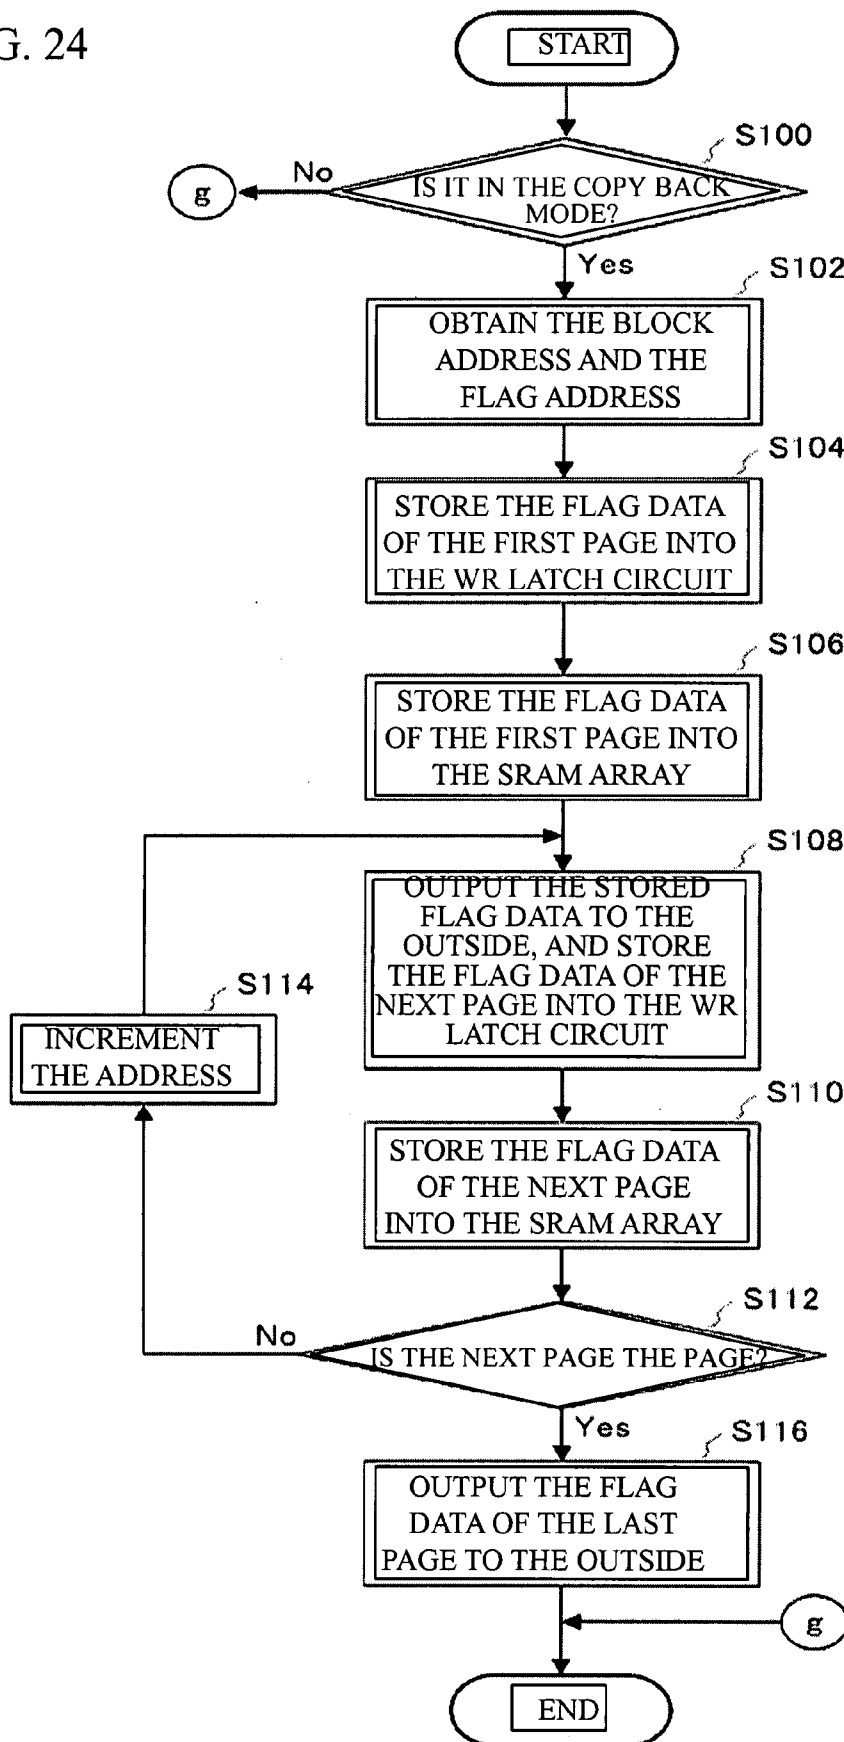 G. 24
START
S100
No
g
IS IT IN THE COPY BACK
MODE?
Yes
S102
OBTAIN THE BLOCK
ADDRESS AND THE
FLAG ADDRESS
S104
STORE THE FLAG DATA
OF THE FIRST PAGE INTO
THE WR LATCH CIRCUIT
S106
STORE THE FLAG DATA
OF THE FIRST PAGE INTO
THE SRAM ARRAY
S108
OUTPUT THE STORED
FLAG DATA TO THE
OUTSIDE, AND STORE
THE FLAG DATA OF THE
NEXT PAGE INTO THE WR
LATCH CIRCUIT
S114
INCREMENT
THE ADDRESS
S110
STORE THE FLAG DATA
OF THE NEXT PAGE
INTO THE SRAM ARRAY
S112
No
IS THE NEXT PAGE THE PAGE?
Yes
S116
OUTPUT THE FLAG
DATA OF THE LAST
PAGE TO THE OUTSIDE
g
END